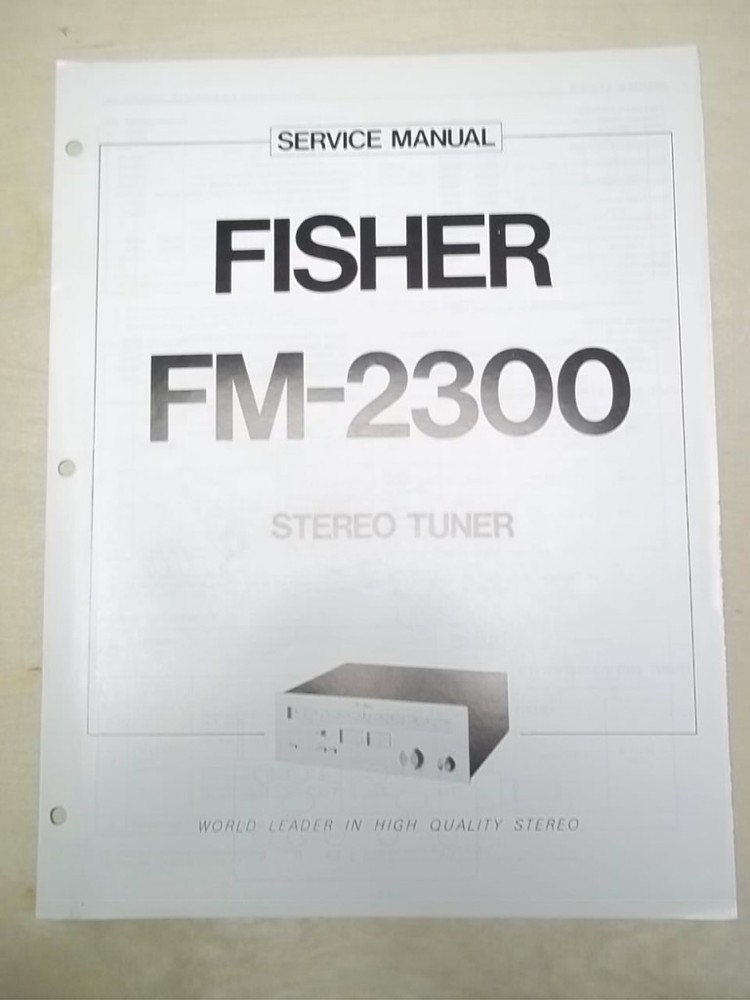 SERVICE MANUAL
FISHER
FM-2300
STEREO TUNER
WORLD LEADER IN HIGH QUALITY STEREO